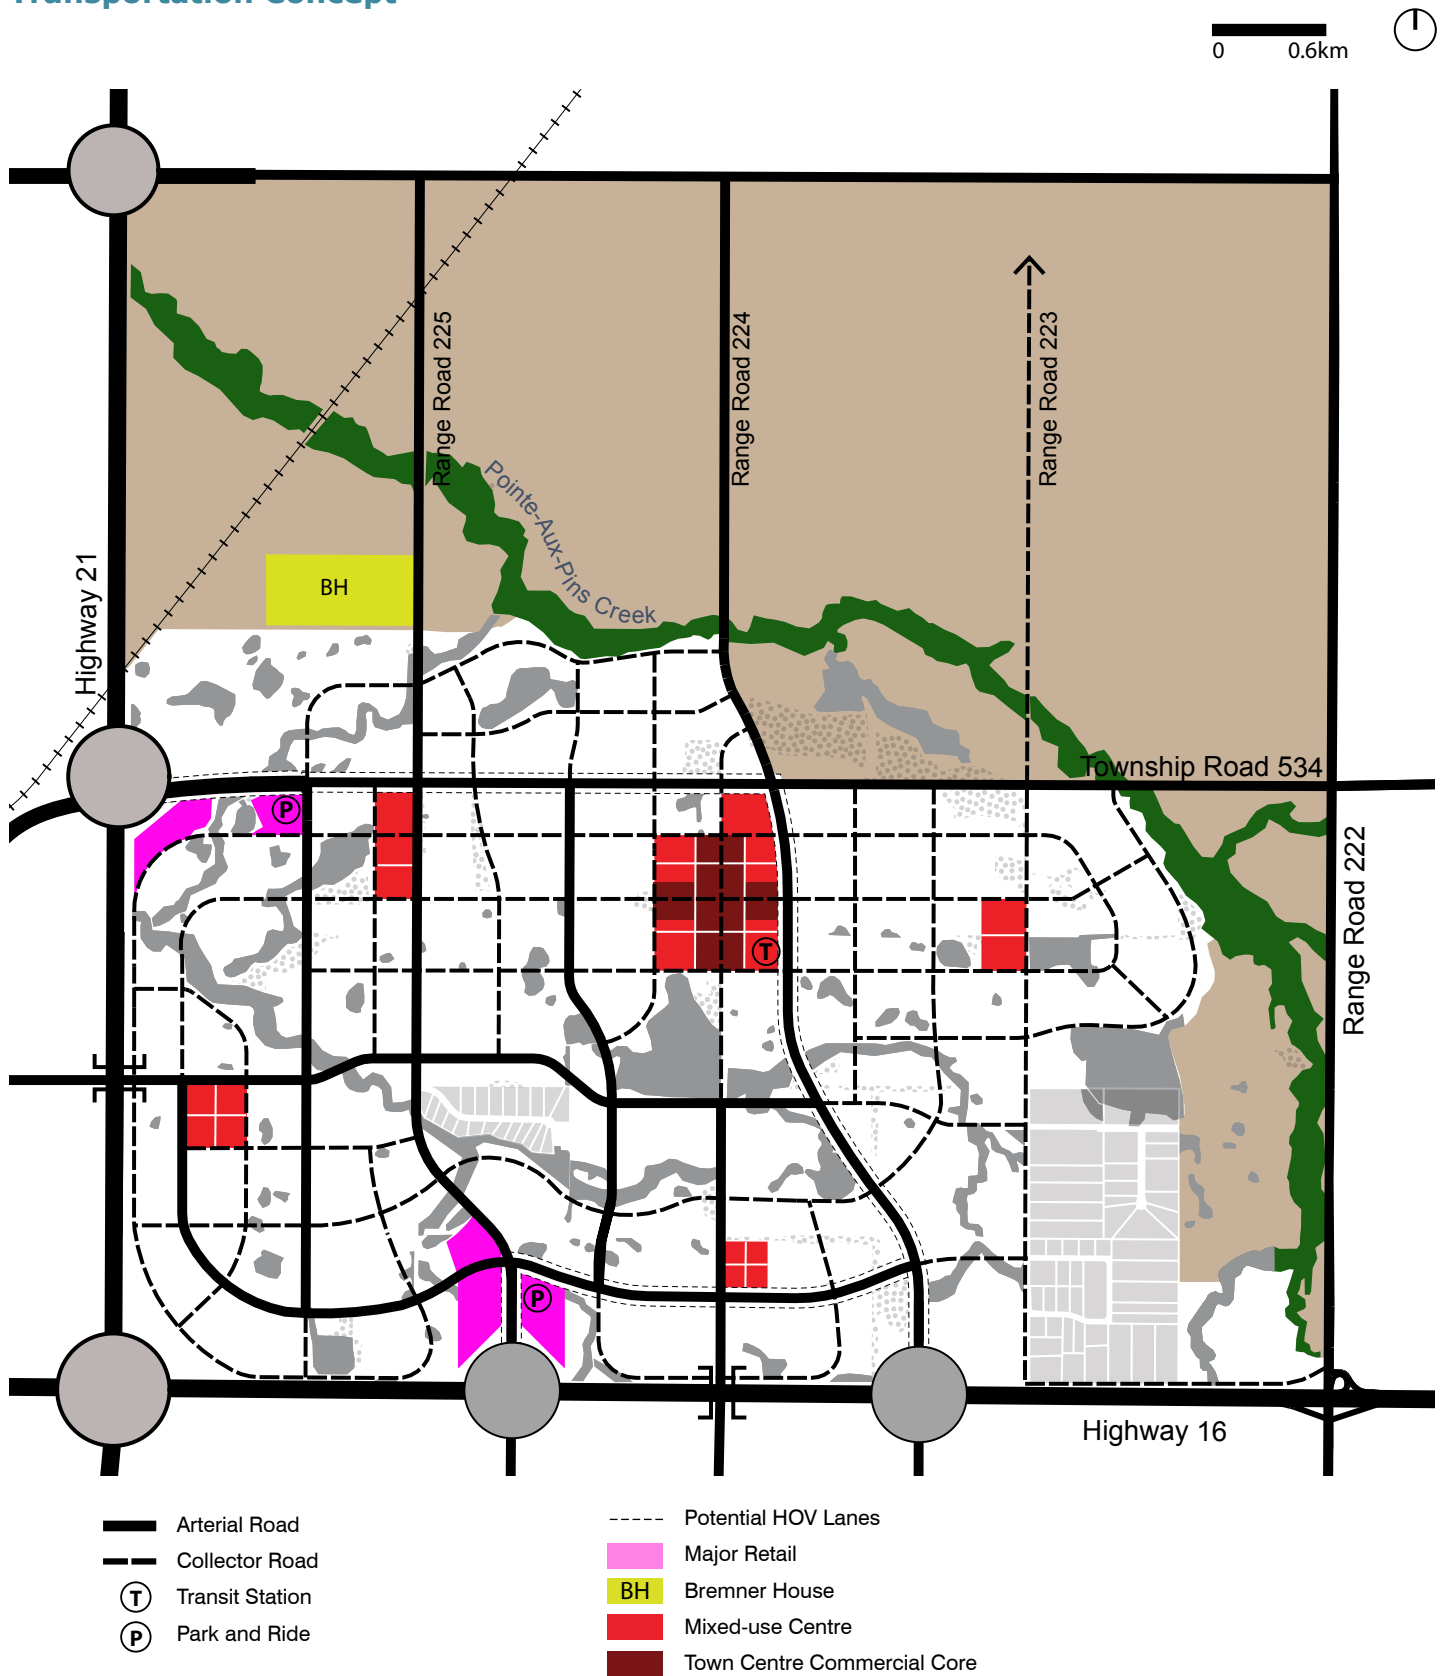 Transportation Concept
0 0.6km
Range Road 225
Range Road 224
Range Road 223
Pointe-Aux-Pins Creek
Highway 21
BH
Township Road 534
P
Range Road 222
T
P
Highway 16
Arterial Road
Collector Road
T Transit Station
P Park and Ride
Potential HOV Lanes
Major Retail
BH Bremner House
Mixed-use Centre
Town Centre Commercial Core